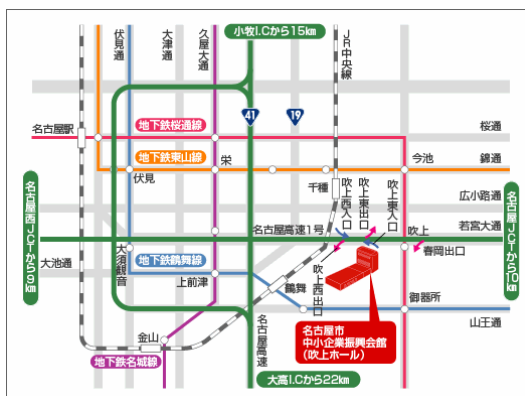 小牧I.Cから15km
伏見通
大津通
久屋大通
JR中央線
41
19
名古屋駅
地下鉄桜通線
桜通
地下鉄東山線
栄
今池
錦通
伏見
千種
吹上西入口
吹上東出口
吹上東入口
広小路通
名古屋西JCTから9km
名古屋高速1号
吹上
若宮大通
名古屋JCTから10km
大池通
大須観音
地下鉄鶴舞線
上前津
鶴舞
吹上西出口
春岡出口
御器所
山王通
金山
地下鉄名城線
名古屋高速
名古屋市
中小企業振興会館
(吹上ホール)
大高I.Cから22km